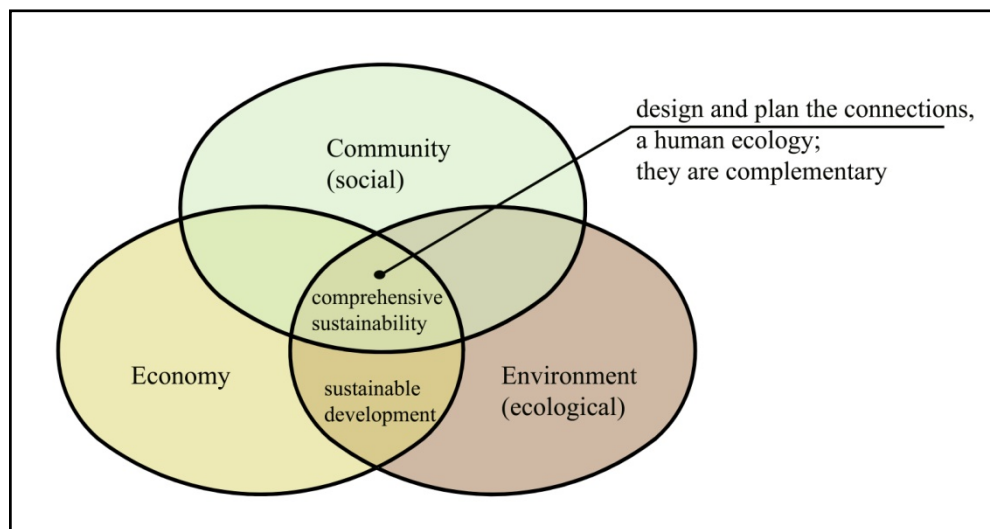 Community
(social)
design and plan the connections,
a human ecology;
they are complementary
comprehensive
sustainability
Economy
sustainable
development
Environment
(ecological)